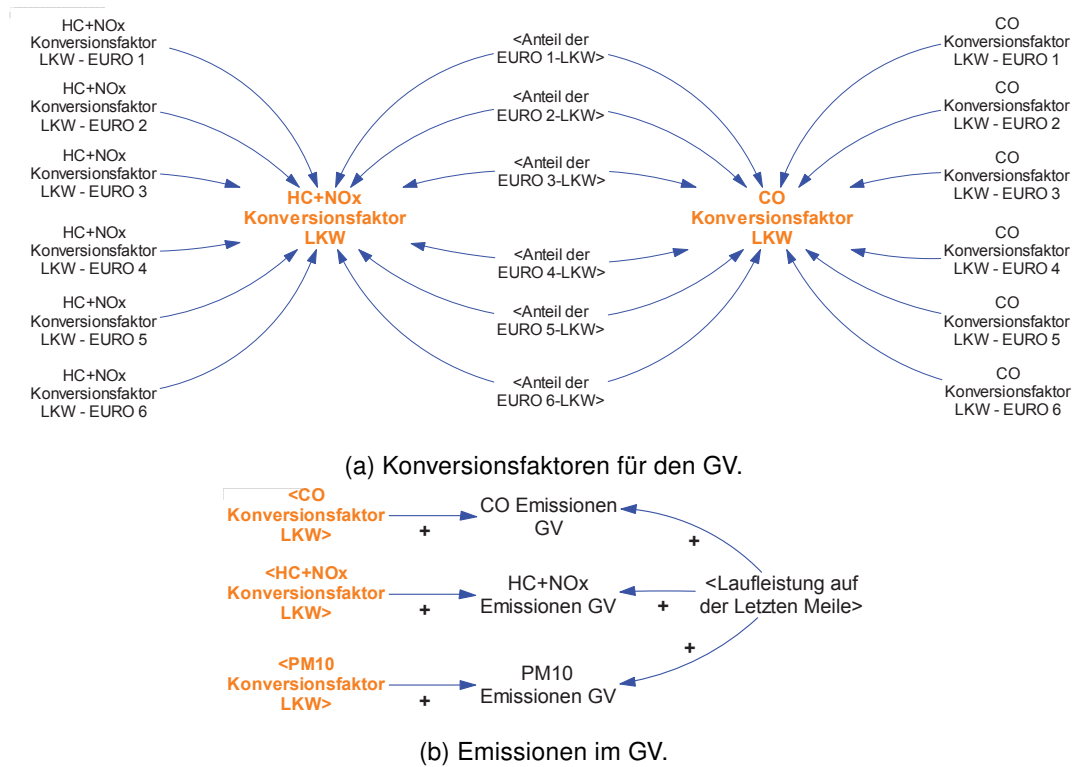 HC+NOx
Konversionsfaktor
LKW - EURO 1
HC+NOx
Konversionsfaktor
LKW - EURO 2
HC+NOx
Konversionsfaktor
LKW - EURO 3
HC+NOx
Konversionsfaktor
LKW - EURO 4
HC+NOx
Konversionsfaktor
LKW - EURO 5
HC+NOx
Konversionsfaktor
LKW - EURO 6
HC+NOx
Konversionsfaktor
LKW
<Anteil der
EURO 1-LKW>
<Anteil der
EURO 2-LKW>
<Anteil der
EURO 3-LKW>
<Anteil der
EURO 4-LKW>
<Anteil der
EURO 5-LKW>
<Anteil der
EURO 6-LKW>
CO
Konversionsfaktor
LKW
CO
Konversionsfaktor
LKW - EURO 1
CO
Konversionsfaktor
LKW - EURO 2
CO
Konversionsfaktor
LKW - EURO 3
CO
Konversionsfaktor
LKW - EURO 4
CO
Konversionsfaktor
LKW - EURO 5
CO
Konversionsfaktor
LKW - EURO 6
(a) Konversionsfaktoren für den GV.
<CO
Konversionsfaktor
LKW>
+
CO Emissionen
GV
+
<HC+NOx
Konversionsfaktor
LKW>
+
HC+NOx
Emissionen GV
+
<Laufleistung auf
der Letzten Meile>
+
<PM10
Konversionsfaktor
LKW>
+
PM10
Emissionen GV
(b) Emissionen im GV.